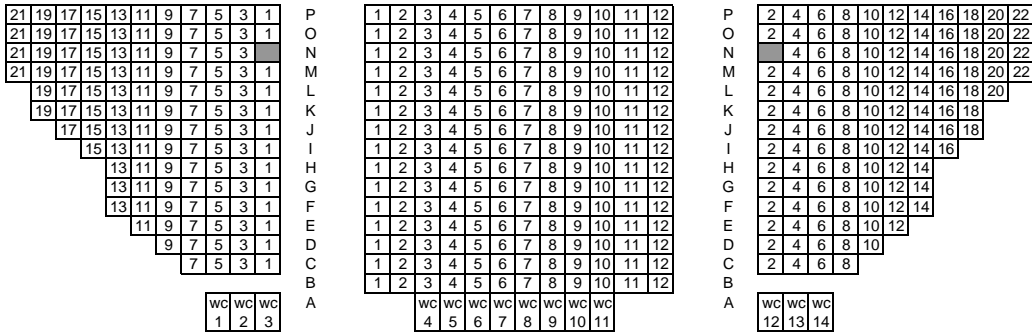 21 19 17 15 13 11 9 7 5 3 1 P 1 2 3 4 5 6 7 8 9 10 11 12 P 2 4 6 8 10 12 14 16 18 20 22
21 19 17 15 13 11 9 7 5 3 1 O 1 2 3 4 5 6 7 8 9 10 11 12 O 2 4 6 8 10 12 14 16 18 20 22
21 19 17 15 13 11 9 7 5 3 N 1 2 3 4 5 6 7 8 9 10 11 12 N 4 6 8 10 12 14 16 18 20 22
21 19 17 15 13 11 9 7 5 3 1 M 1 2 3 4 5 6 7 8 9 10 11 12 M 2 4 6 8 10 12 14 16 18 20 22
19 17 15 13 11 9 7 5 3 1 L 1 2 3 4 5 6 7 8 9 10 11 12 L 2 4 6 8 10 12 14 16 18 20
19 17 15 13 11 9 7 5 3 1 K 1 2 3 4 5 6 7 8 9 10 11 12 K 2 4 6 8 10 12 14 16 18
17 15 13 11 9 7 5 3 1 J 1 2 3 4 5 6 7 8 9 10 11 12 J 2 4 6 8 10 12 14 16 18
15 13 11 9 7 5 3 1 I 1 2 3 4 5 6 7 8 9 10 11 12 I 2 4 6 8 10 12 14 16
13 11 9 7 5 3 1 H 1 2 3 4 5 6 7 8 9 10 11 12 H 2 4 6 8 10 12 14
13 11 9 7 5 3 1 G 1 2 3 4 5 6 7 8 9 10 11 12 G 2 4 6 8 10 12 14
13 11 9 7 5 3 1 F 1 2 3 4 5 6 7 8 9 10 11 12 F 2 4 6 8 10 12 14
11 9 7 5 3 1 E 1 2 3 4 5 6 7 8 9 10 11 12 E 2 4 6 8 10 12
9 7 5 3 1 D 1 2 3 4 5 6 7 8 9 10 11 12 D 2 4 6 8 10
7 5 3 1 C 1 2 3 4 5 6 7 8 9 10 11 12 C 2 4 6 8
B 1 2 3 4 5 6 7 8 9 10 11 12 B
wc wc wc A wc wc wc wc wc wc wc wc A wc wc wc
1 2 3 4 5 6 7 8 9 10 11 12 13 14